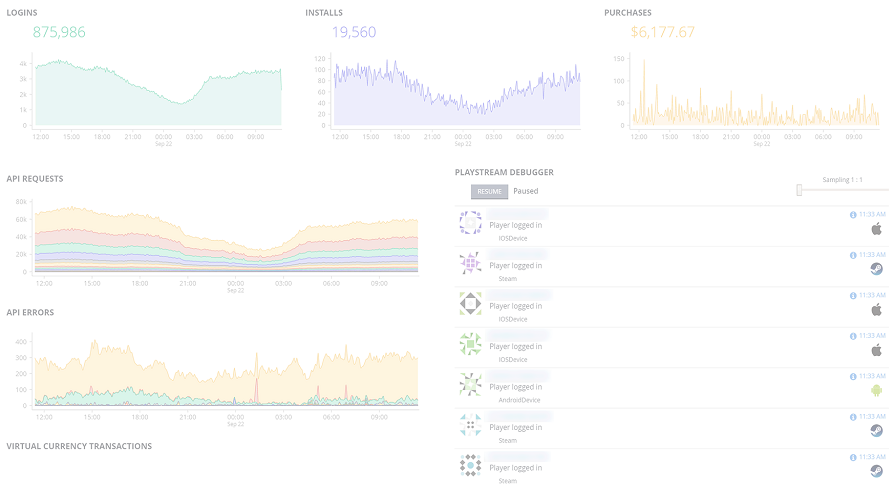 LOGINS
875,986
4k
3k
2k
1k
0
12:00 15:00 18:00 21:00 00:00 03:00 06:00 09:00
Sep 22
INSTALLS
19,560
120
100
80
60
40
20
0
12:00 15:00 18:00 21:00 00:00 03:00 06:00 09:00
Sep 22
PURCHASES
$6,177.67
150
100
50
0
12:00 15:00 18:00 21:00 00:00 03:00 06:00 09:00
Sep 22
API REQUESTS
80k
60k
40k
20k
0
12:00 15:00 18:00 21:00 00:00 03:00 06:00 09:00
Sep 22
API ERRORS
400
300
200
100
0
12:00 15:00 18:00 21:00 00:00 03:00 06:00 09:00
Sep 22
VIRTUAL CURRENCY TRANSACTIONS
PLAYSTREAM DEBUGGER
RESUME Paused
Sampling 1 : 1
11:33 AM
Player logged in
IOSDevice
11:33 AM
Player logged in
Steam
11:33 AM
Player logged in
IOSDevice
11:33 AM
Player logged in
IOSDevice
11:33 AM
Player logged in
AndroidDevice
11:33 AM
Player logged in
Steam
11:33 AM
Player logged in
Steam